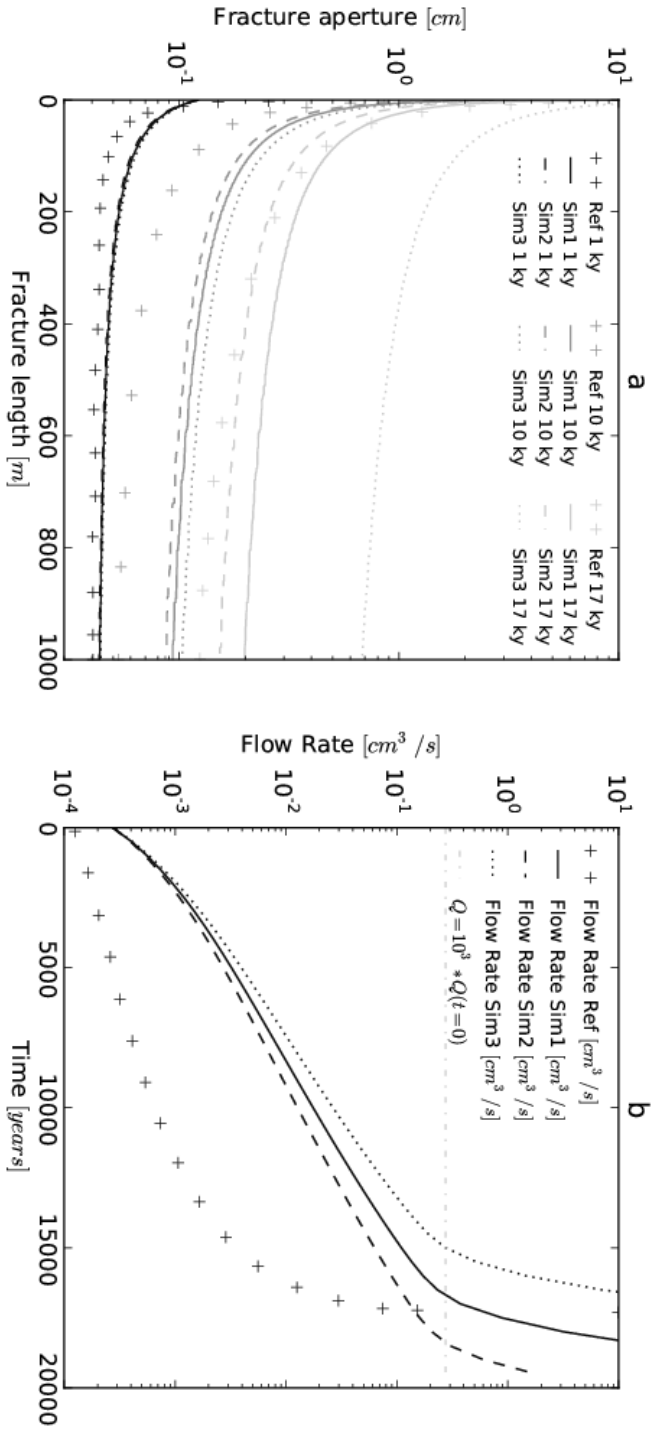 a
Fracture aperture [cm]
10¹
10⁰
10⁻¹
0
200
400
600
800
1000
Fracture length [m]
Ref 1 ky
Sim1 1 ky
Sim2 1 ky
Sim3 1 ky
Ref 10 ky
Sim1 10 ky
Sim2 10 ky
Sim3 10 ky
Ref 17 ky
Sim1 17 ky
Sim2 17 ky
Sim3 17 ky
b
Flow Rate [cm³ /s]
10¹
10⁰
10⁻¹
10⁻²
10⁻³
10⁻⁴
0
5000
10000
15000
20000
Time [years]
Flow Rate Ref [cm³ /s]
Flow Rate Sim1 [cm³ /s]
Flow Rate Sim2 [cm³ /s]
Flow Rate Sim3 [cm³ /s]
Q=10³ *Q(t=0)